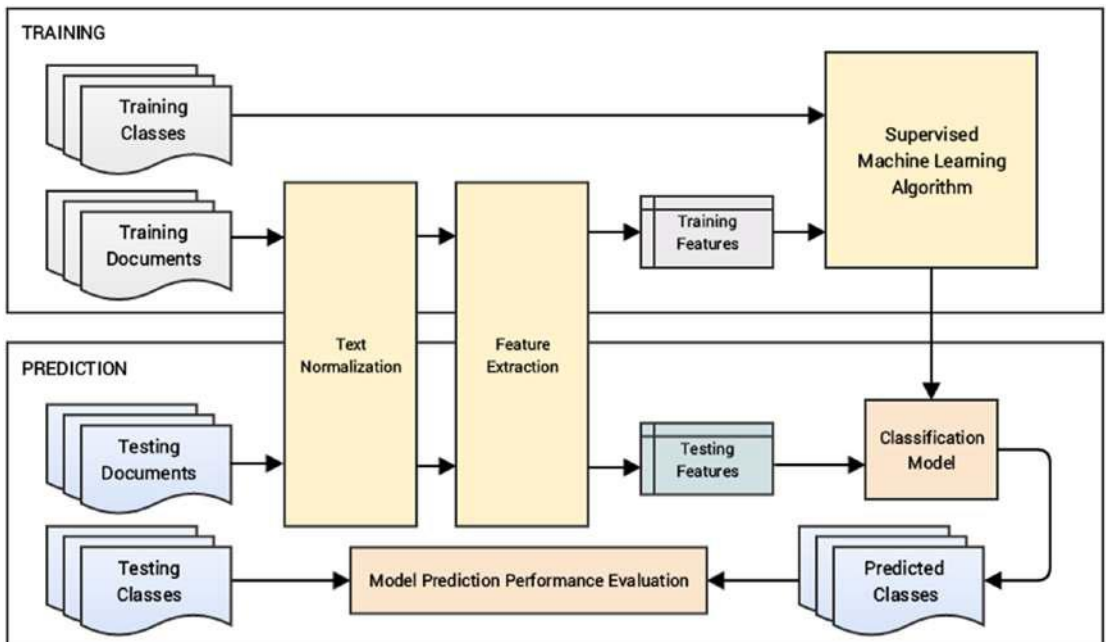 TRAINING
Training
Classes
Supervised
Machine Learning
Algorithm
Training
Documents
Training
Features
Text
Normalization
Feature
Extraction
PREDICTION
Testing
Documents
Testing
Features
Classification
Model
Testing
Classes
Model Prediction Performance Evaluation
Predicted
Classes